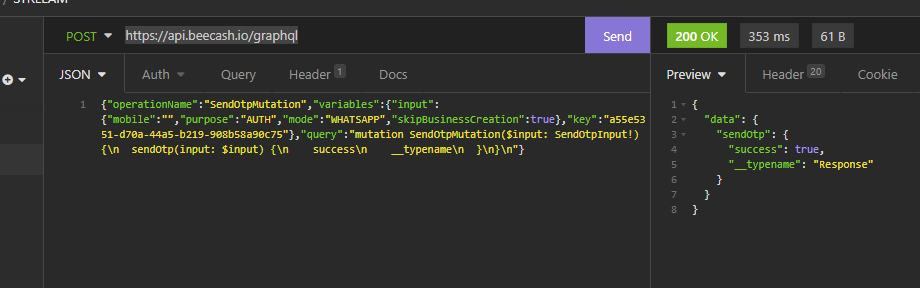 / STREEAM
POST https://api.beecash.io/graphql Send 200 OK 353 ms 61 B
JSON Auth Query Header 1 Docs Preview Header 20 Cookie
1 {"operationName":"SendOtpMutation","variables":{"input":
{"mobile":"","purpose":"AUTH","mode":"WHATSAPP","skipBusinessCreation":true},"key":"a55e53
51-d70a-44a5-b219-908b58a90c75"},"query":"mutation SendOtpMutation($input: SendOtpInput!)
{\n  sendOtp(input: $input) {\n    success\n    __typename\n  }\n}\n"}
1 {
2 "data": {
3 "sendOtp": {
4 "success": true,
5 "__typename": "Response"
6 }
7 }
8 }